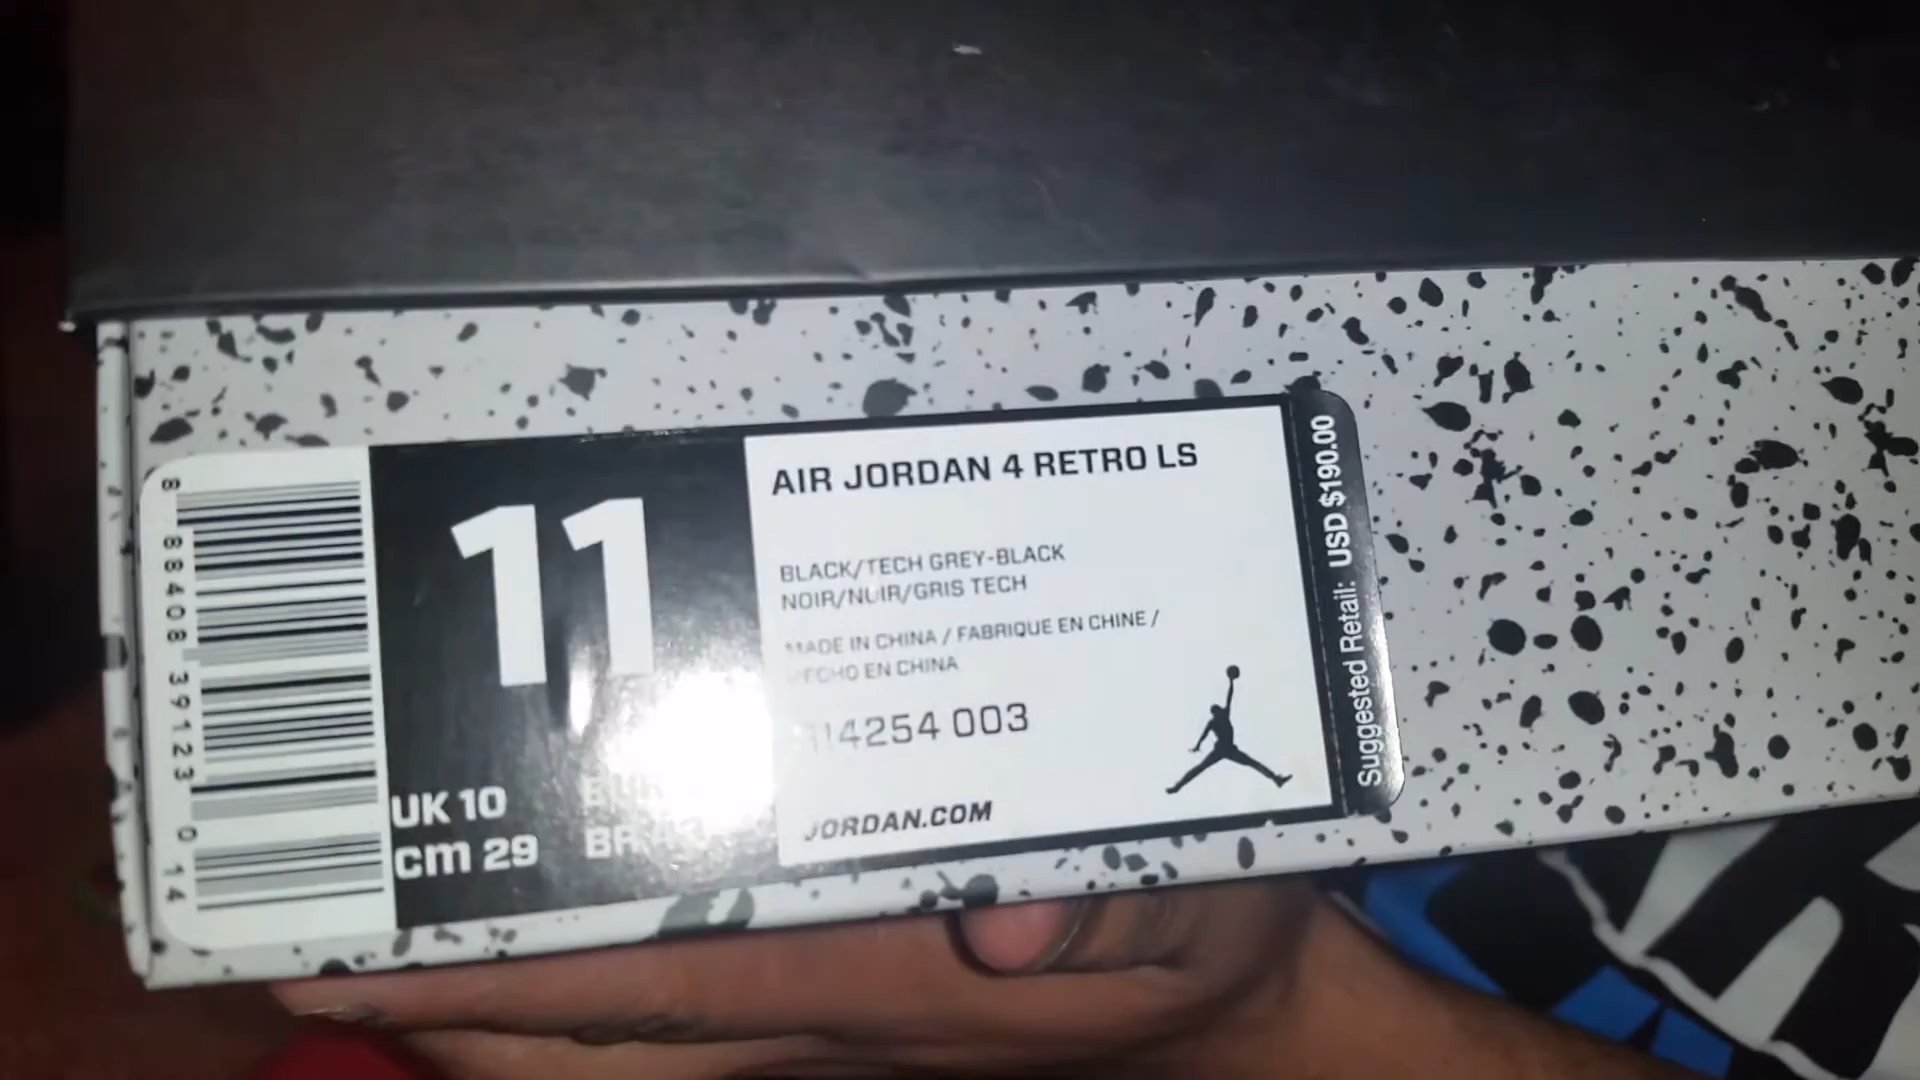 8 88408 39123 0 14
11
UK 10
cm 29
AIR JORDAN 4 RETRO LS
BLACK/TECH GREY-BLACK
NOIR/NOIR/GRIS TECH
MADE IN CHINA / FABRIQUE EN CHINE /
HECHO EN CHINA
14254 003
JORDAN.COM
Suggested Retail: USD $190.00